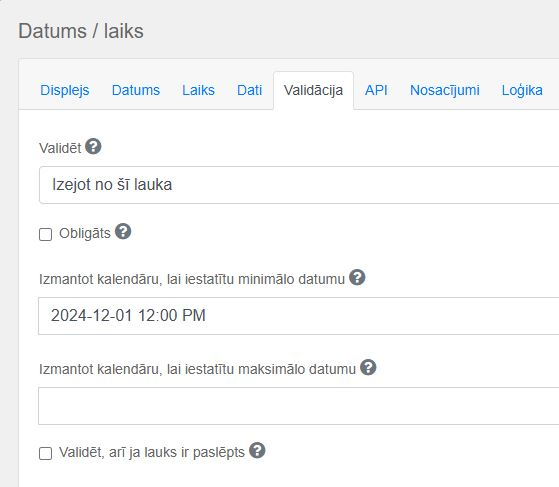 Datums / laiks
Displejs Datums Laiks Dati Validācija API Nosacījumi Loģika
Validēt
Izejot no šī lauka
Obligāts
Izmantot kalendāru, lai iestatītu minimālo datumu
2024-12-01 12:00 PM
Izmantot kalendāru, lai iestatītu maksimālo datumu
Validēt, arī ja lauks ir paslēpts